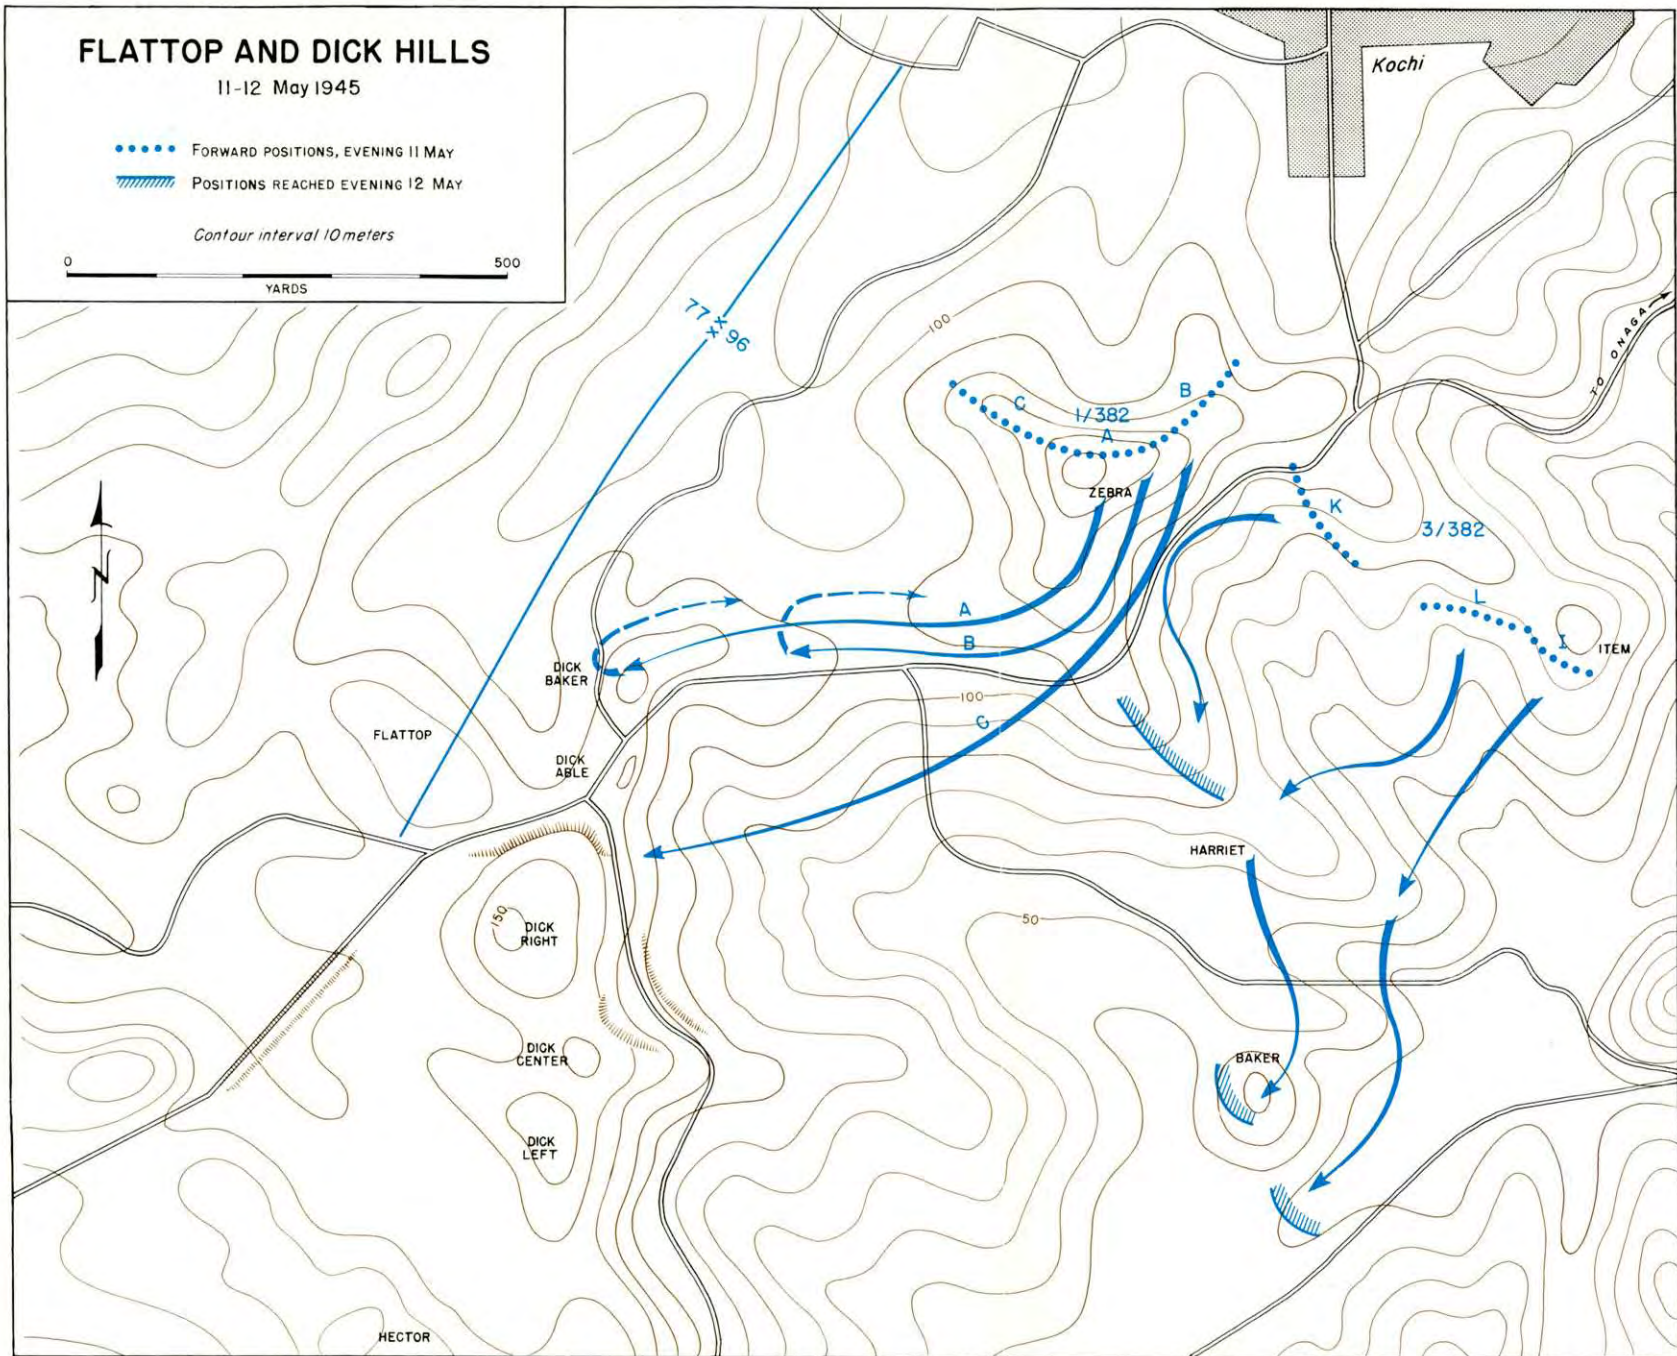 FLATTOP AND DICK HILLS
11-12 May 1945
FORWARD POSITIONS, EVENING 11 MAY
POSITIONS REACHED EVENING 12 MAY
Contour interval 10 meters
0 500
YARDS
Kochi
77 96
100
TO ONAGA
C
B
1/382
A
ZEBRA
K
3/382
L
I
ITEM
A
B
DICK
BAKER
100
C
FLATTOP
DICK
ABLE
HARRIET
150
DICK
RIGHT
50
DICK
CENTER
BAKER
DICK
LEFT
HECTOR
N